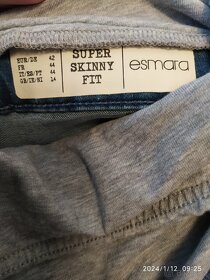 EUR/DE 42
FR 44
IT/ES/PT 44
GB/IE/NI 14
SUPER
SKINNY
FIT
esmara
2024/1/12 09:25